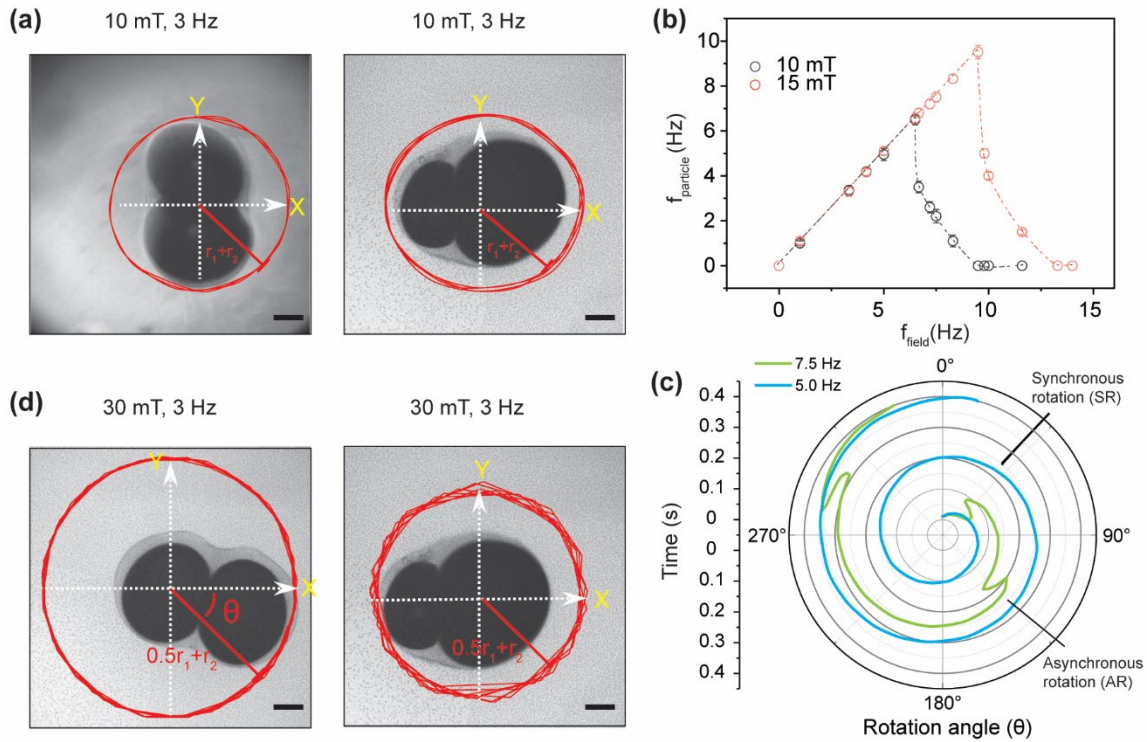 (a)
10 mT, 3 Hz
10 mT, 3 Hz
Y
X
r₁+r₂
Y
X
r₁+r₂
(b)
10
8
6
4
2
0
f_particle (Hz)
10 mT
15 mT
0
5
10
15
f_field(Hz)
(c)
7.5 Hz
5.0 Hz
0°
90°
180°
270°
Synchronous
rotation (SR)
Asynchronous
rotation (AR)
0.4
0.3
0.2
0.1
0
0
0.1
0.2
0.3
0.4
Time (s)
Rotation angle (θ)
(d)
30 mT, 3 Hz
30 mT, 3 Hz
Y
X
θ
0.5r₁+r₂
Y
X
0.5r₁+r₂